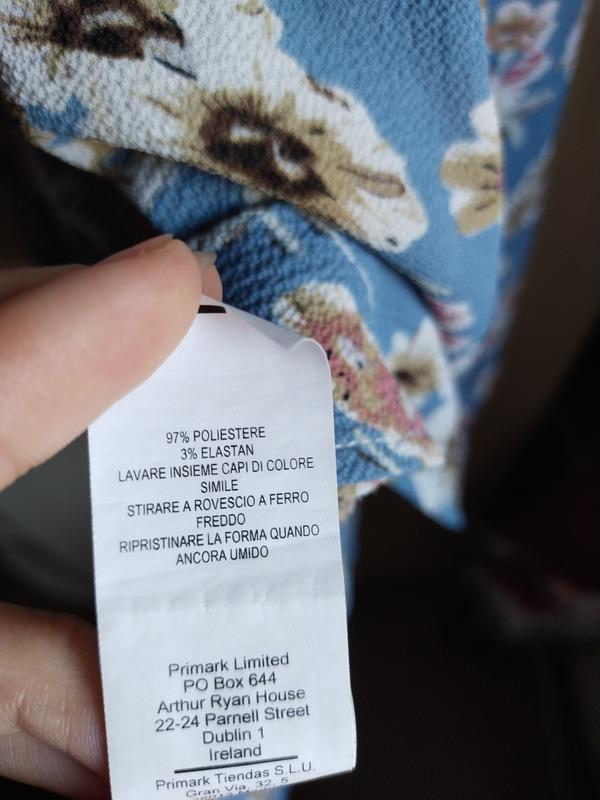 97% POLIESTERE
3% ELASTAN
LAVARE INSIEME CAPI DI COLORE
SIMILE
STIRARE A ROVESCIO A FERRO
FREDDO
RIPRISTINARE LA FORMA QUANDO
ANCORA UMIDO
Primark Limited
PO Box 644
Arthur Ryan House
22-24 Parnell Street
Dublin 1
Ireland
Primark Tiendas S.L.U.
Gran Via, 32, 5